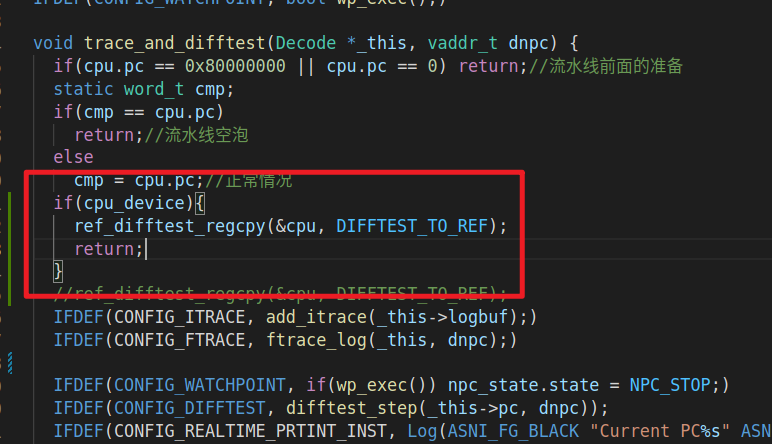 IFDEF(CONFIG_WATCHPOINT, bool wp_exec();)
void trace_and_difftest(Decode *_this, vaddr_t dnpc) {
if(cpu.pc == 0x80000000 || cpu.pc == 0) return;//流水线前面的准备
static word_t cmp;
if(cmp == cpu.pc)
return;//流水线空泡
else
cmp = cpu.pc;//正常情况
if(cpu_device){
ref_difftest_regcpy(&cpu, DIFFTEST_TO_REF);
return;
}
//ref_difftest_regcpy(&cpu, DIFFTEST_TO_REF);
IFDEF(CONFIG_ITRACE, add_itrace(_this->logbuf);)
IFDEF(CONFIG_FTRACE, ftrace_log(_this, dnpc);)
IFDEF(CONFIG_WATCHPOINT, if(wp_exec()) npc_state.state = NPC_STOP;)
IFDEF(CONFIG_DIFFTEST, difftest_step(_this->pc, dnpc));
IFDEF(CONFIG_REALTIME_PRTINT_INST, Log(ASNI_FG_BLACK "Current PC%s" ASN